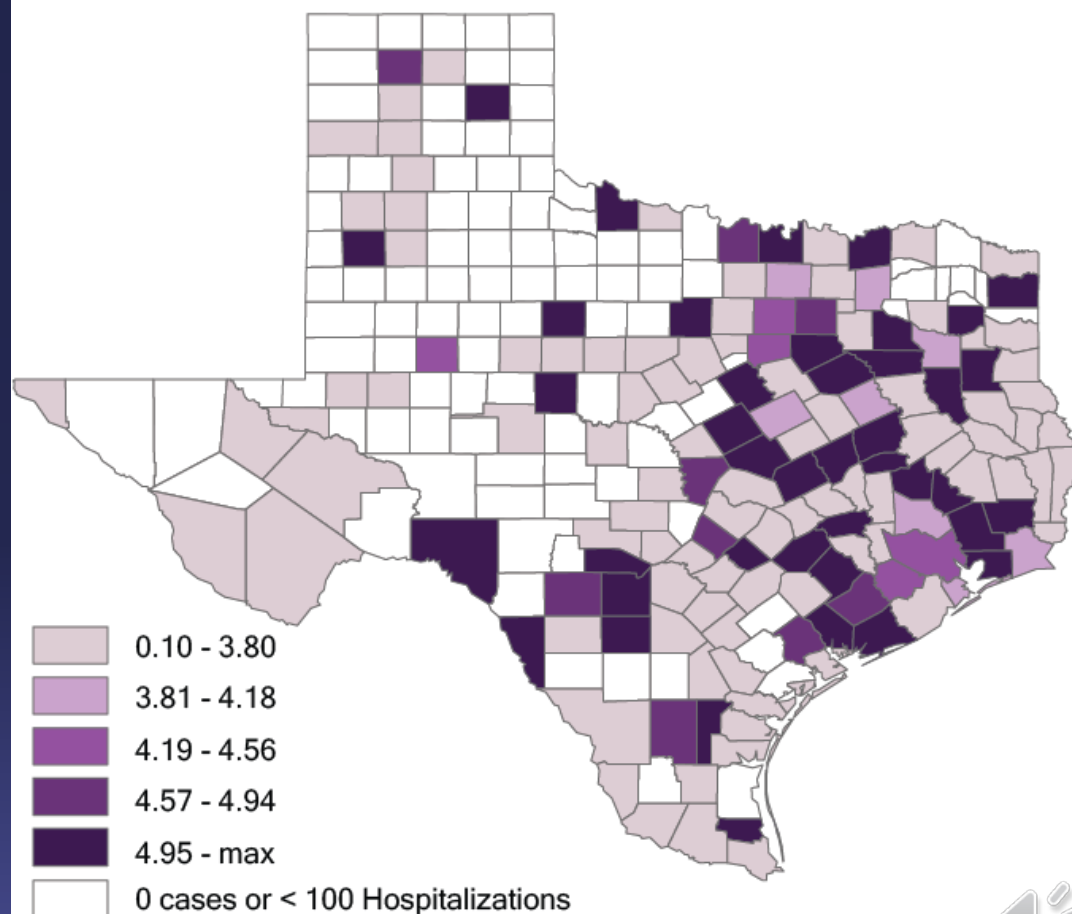 0.10 - 3.80
3.81 - 4.18
4.19 - 4.56
4.57 - 4.94
4.95 - max
0 cases or < 100 Hospitalizations